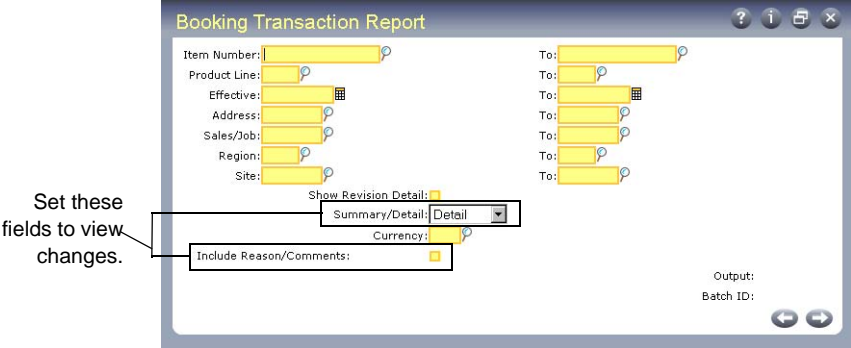 Booking Transaction Report
Item Number: To:
Product Line: To:
Effective: To:
Address: To:
Sales/Job: To:
Region: To:
Site: To:
Show Revision Detail:
Summary/Detail: Detail
Currency:
Include Reason/Comments:
Output:
Batch ID:
Set these
fields to view
changes.